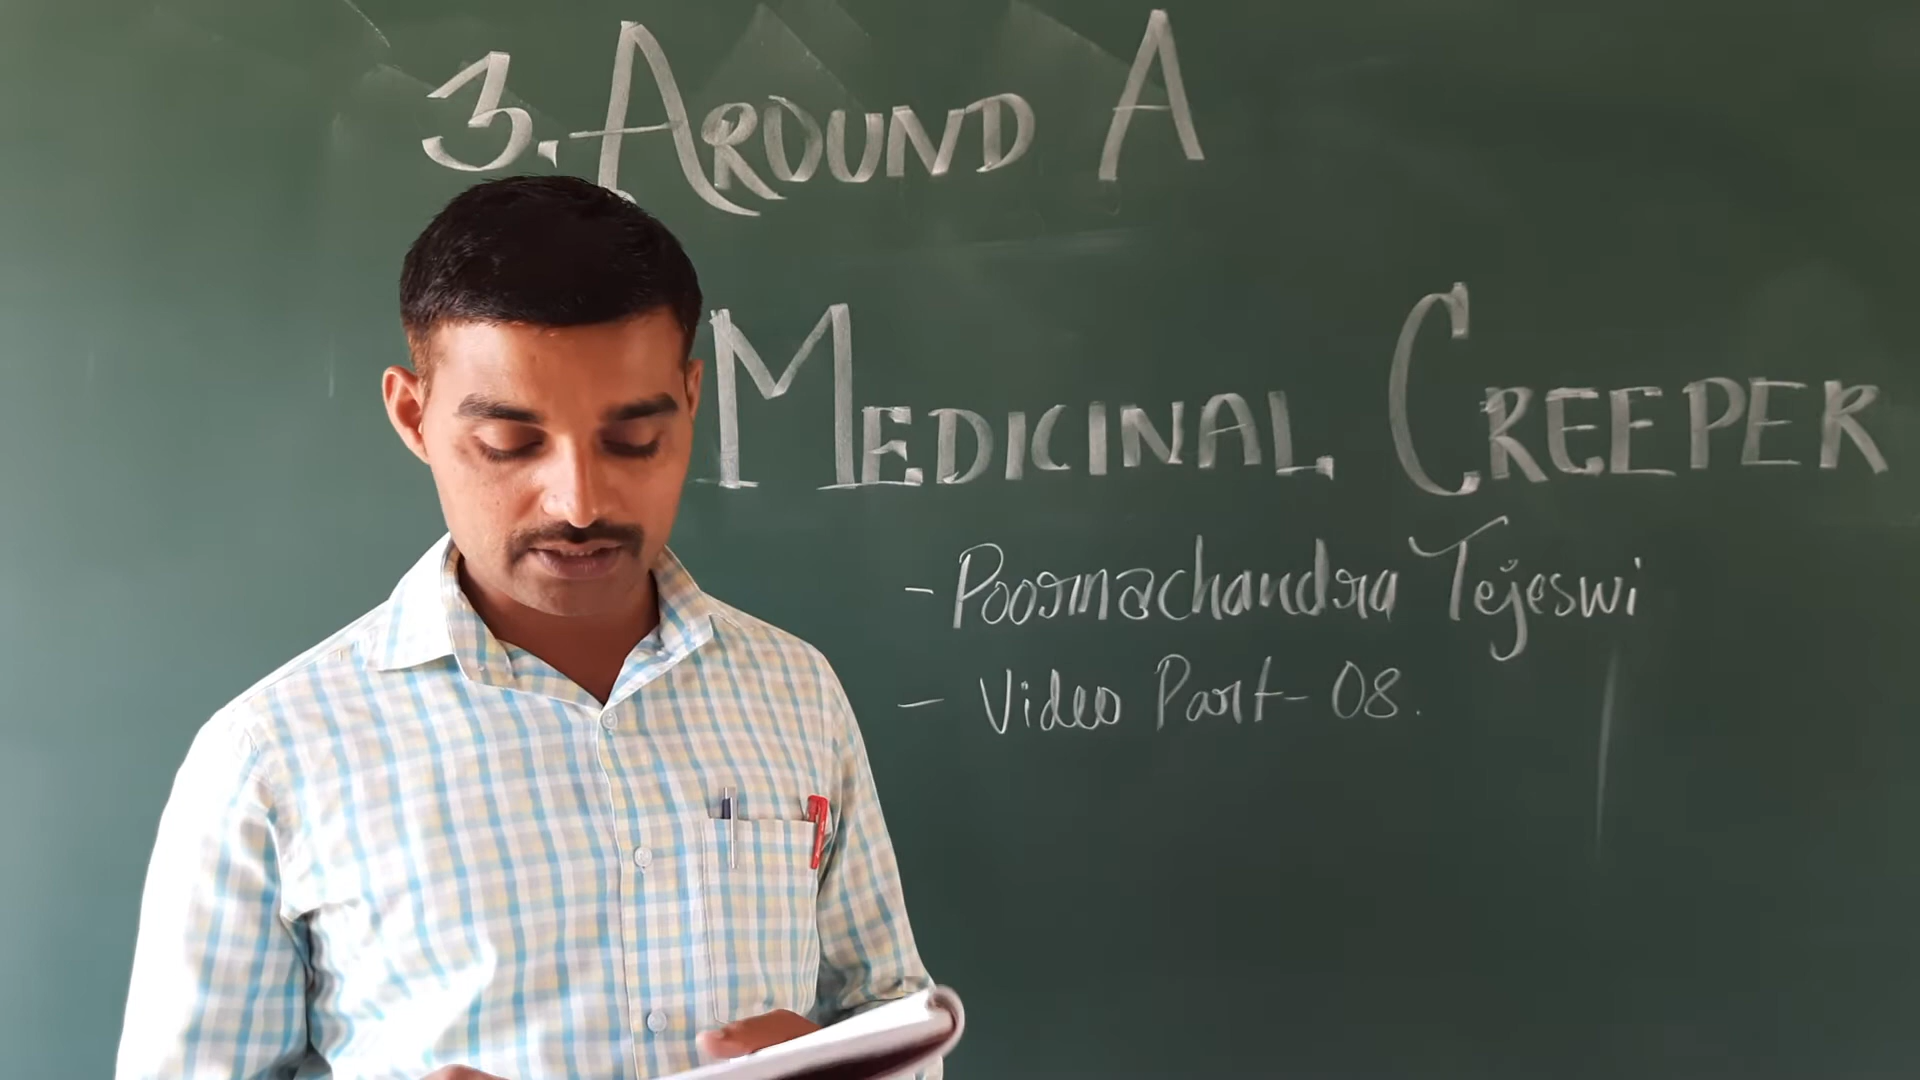 3. AROUND A
MEDICINAL CREEPER
- Poornachandra Tejeswi
- Video Part - 08.